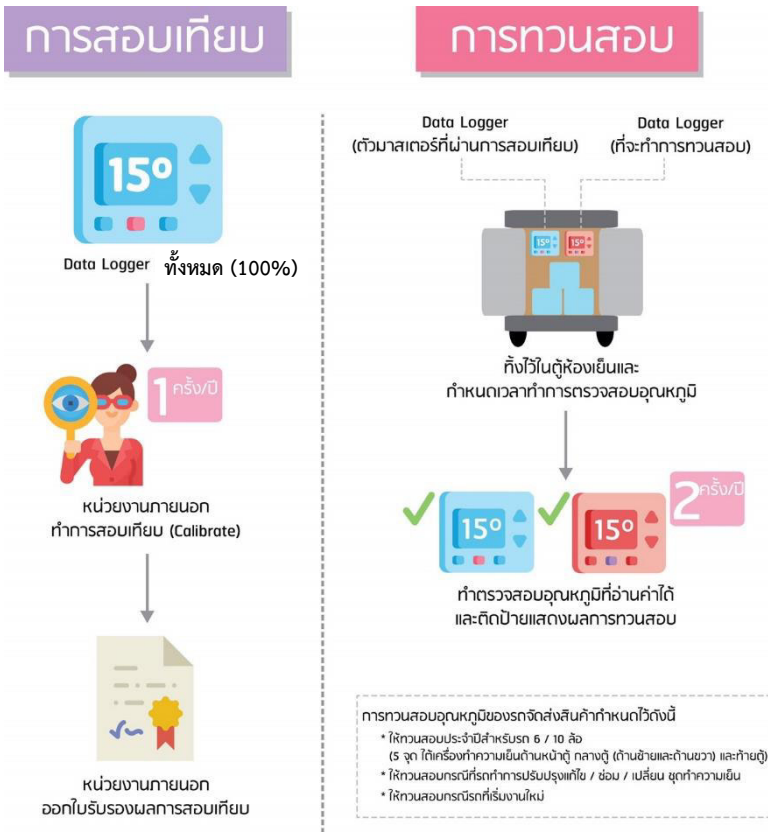 การสอบเทียบ
15º
Data Logger ทั้งหมด (100%)
1 ครั้ง/ปี
หน่วยงานภายนอก
ทำการสอบเทียบ (Calibrate)
หน่วยงานภายนอก
ออกใบรับรองผลการสอบเทียบ
การทวนสอบ
Data Logger
(ตัวมาสเตอร์ที่ผ่านการสอบเทียบ)
Data Logger
(ที่จะทำการทวนสอบ)
15º 15º
ทิ้งไว้ในตู้ห้องเย็นและ
กำหนดเวลาทำการตรวจสอบอุณหภูมิ
15º 15º
2 ครั้ง/ปี
ทำตรวจสอบอุณหภูมิที่อ่านค่าได้
และติดป้ายแสดงผลการทวนสอบ
การทวนสอบอุณหภูมิของรถจัดส่งสินค้ากำหนดไว้ดังนี้
* ให้ทวนสอบประจำปีสำหรับรถ 6 / 10 ล้อ
(5 จุด ใต้เครื่องทำความเย็นด้านหน้าตู้ กลางตู้ (ด้านซ้ายและด้านขวา) และท้ายตู้)
* ให้ทวนสอบกรณีที่รถทำการปรับปรุงแก้ไข / ซ่อม / เปลี่ยน ชุดทำความเย็น
* ให้ทวนสอบกรณีรถที่เริ่มงานใหม่